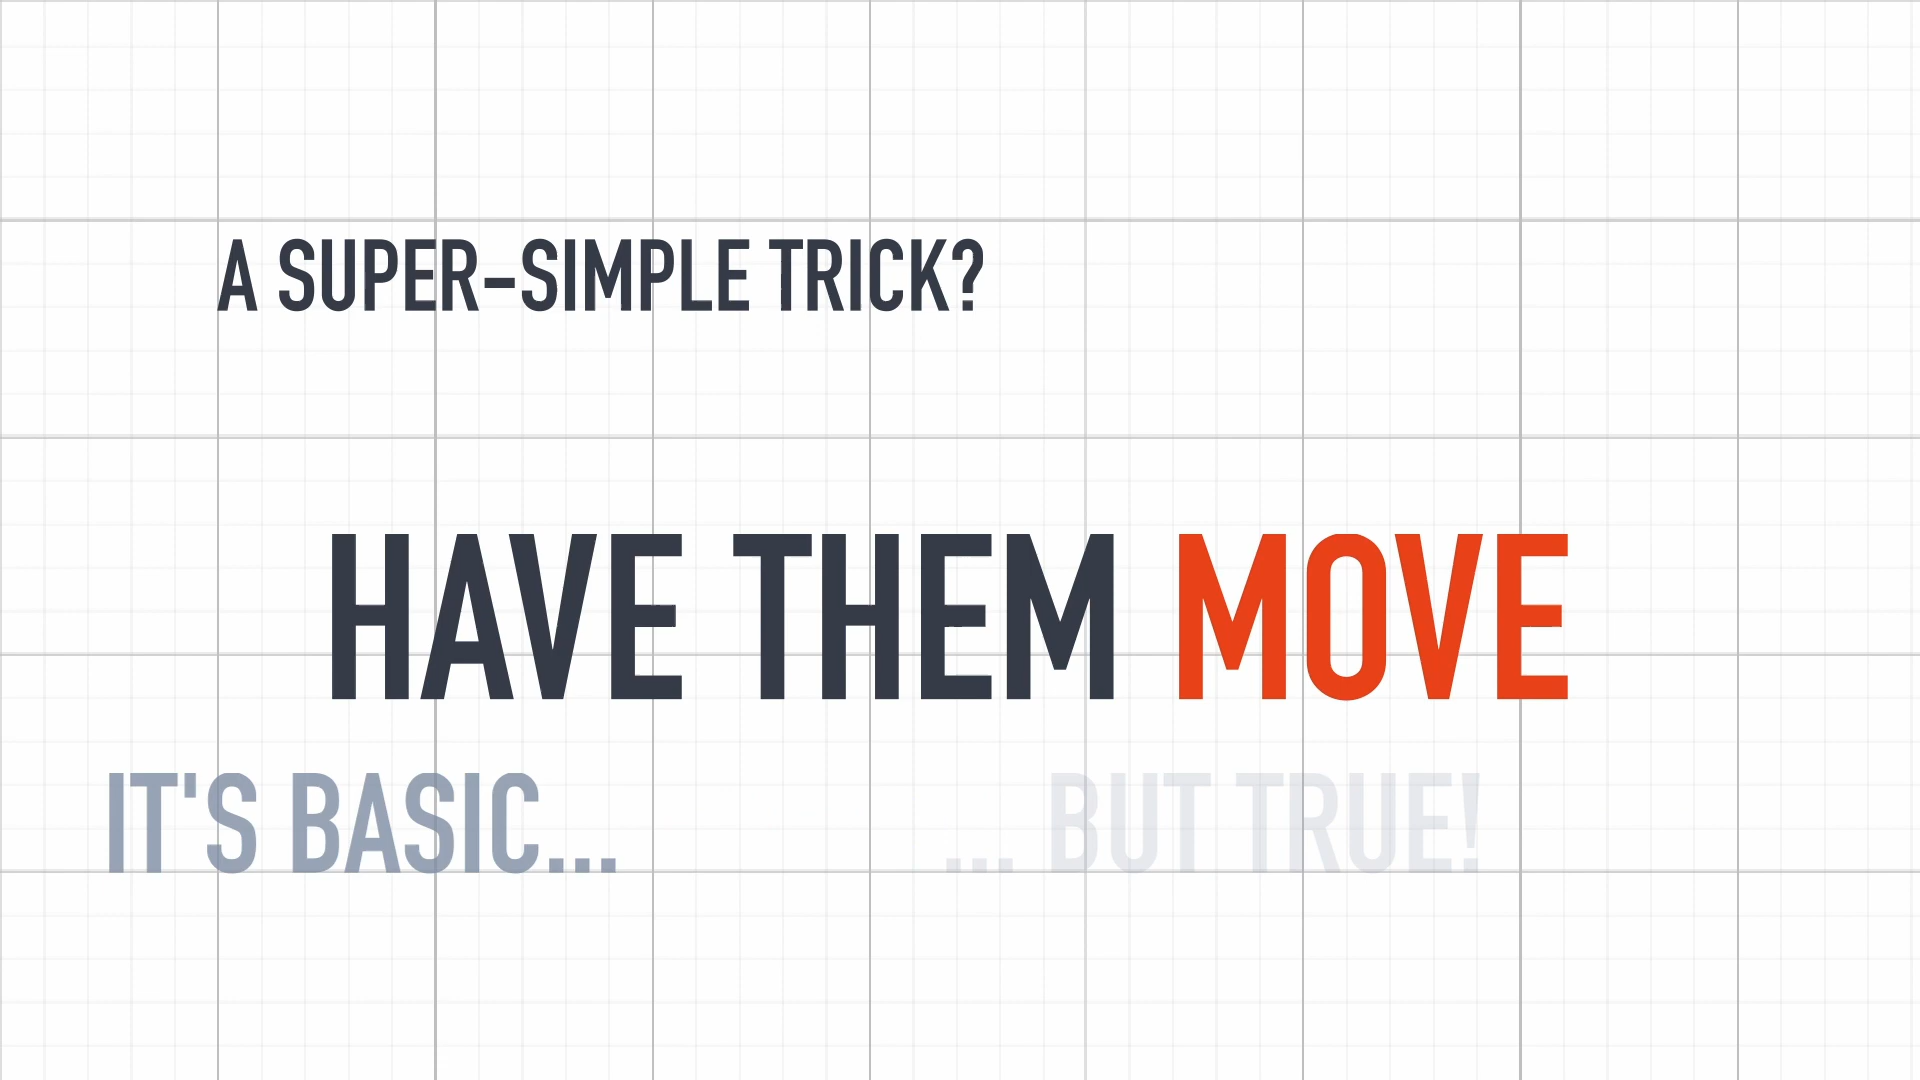 A SUPER-SIMPLE TRICK?
HAVE THEM MOVE
IT'S BASIC... ... BUT TRUE!